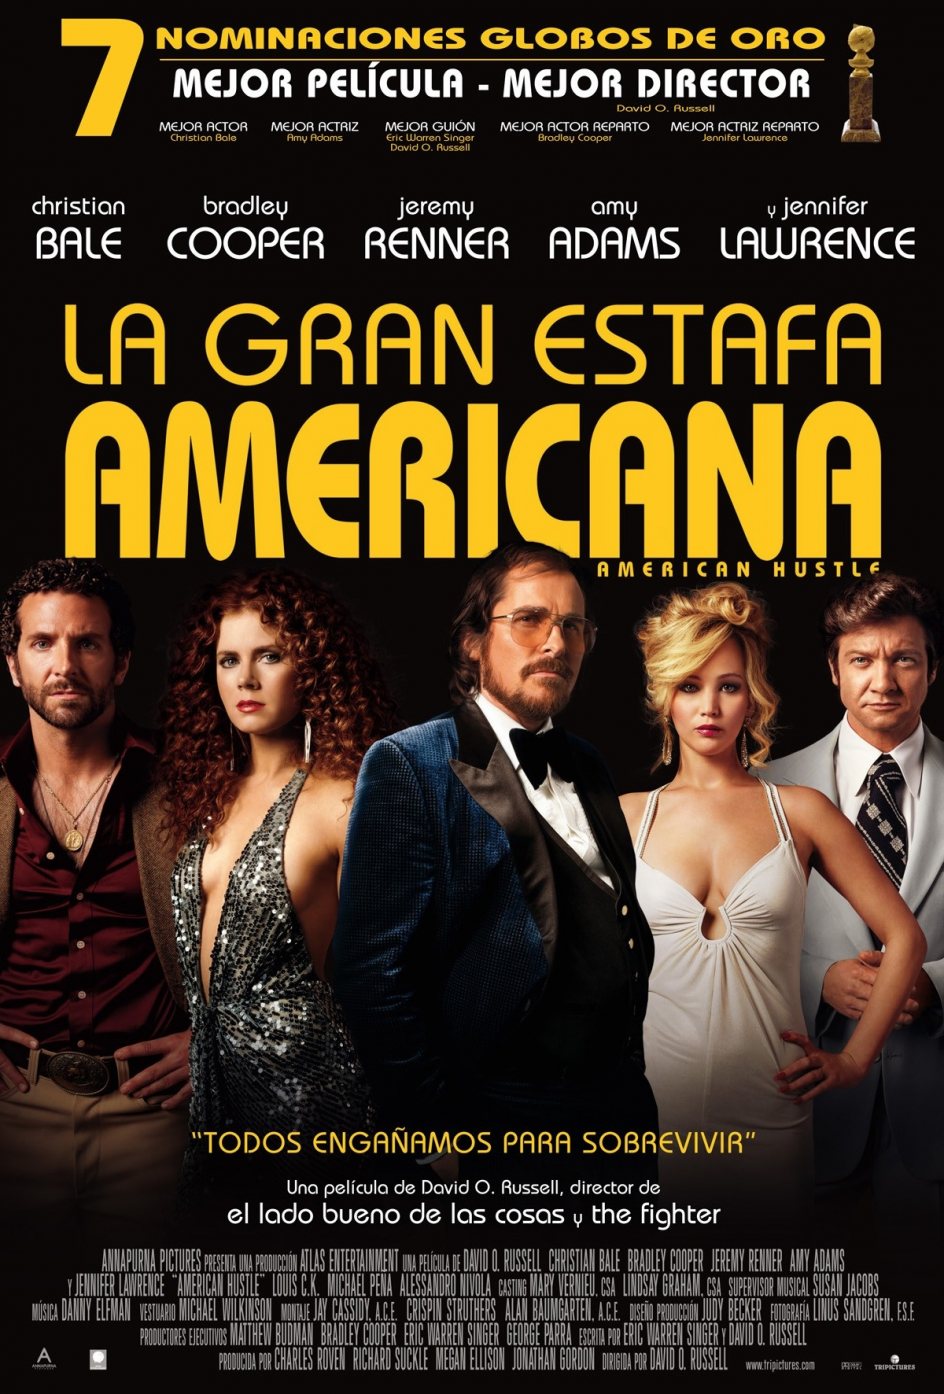 7 NOMINACIONES GLOBOS DE ORO
MEJOR PELÍCULA - MEJOR DIRECTOR
David O. Russell
MEJOR ACTOR MEJOR ACTRIZ MEJOR GUIÓN MEJOR ACTOR REPARTO MEJOR ACTRIZ REPARTO
Christian Bale Amy Adams Eric Warren Singer Bradley Cooper Jennifer Lawrence
David O. Russell
christian bradley jeremy amy y jennifer
BALE COOPER RENNER ADAMS LAWRENCE
LA GRAN ESTAFA
AMERICANA
AMERICAN HUSTLE
"TODOS ENGAÑAMOS PARA SOBREVIVIR"
Una película de David O. Russell, director de
el lado bueno de las cosas y the fighter
ANNAPURNA PICTURES PRESENTA UNA PRODUCCIÓN ATLAS ENTERTAINMENT UNA PELÍCULA DE DAVID O. RUSSELL CHRISTIAN BALE BRADLEY COOPER JEREMY RENNER AMY ADAMS
Y JENNIFER LAWRENCE "AMERICAN HUSTLE" LOUIS C.K. MICHAEL PEÑA ALESSANDRO NIVOLA CASTING MARY VERNIEU, CSA LINDSAY GRAHAM, CSA SUPERVISOR MUSICAL SUSAN JACOBS
MÚSICA DANNY ELFMAN VESTUARIO MICHAEL WILKINSON MONTAJE JAY CASSIDY, A.C.E. CRISPIN STRUTHERS ALAN BAUMGARTEN, A.C.E. DISEÑO PRODUCCIÓN JUDY BECKER FOTOGRAFÍA LINUS SANDGREN, F.S.F.
PRODUCTORES EJECUTIVOS MATTHEW BUDMAN BRADLEY COOPER ERIC WARREN SINGER GEORGE PARRA ESCRITA POR ERIC WARREN SINGER Y DAVID O. RUSSELL
PRODUCIDA POR CHARLES ROVEN RICHARD SUCKLE MEGAN ELLISON JONATHAN GORDON DIRIGIDA POR DAVID O. RUSSELL www.tripictures.com
ANNAPURNA TRIPICTURES